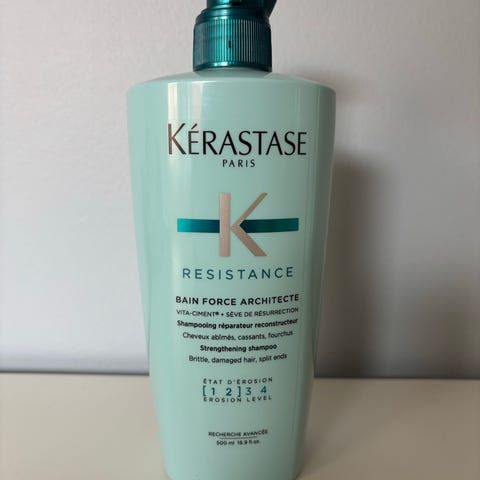 KÉRASTASE
PARIS
K
RESISTANCE
BAIN FORCE ARCHITECTE
VITA-CIMENT® + SÈVE DE RÉSURRECTION
Shampooing réparateur reconstructeur
Cheveux abîmés, cassants, fourchus
Strengthening shampoo
Brittle, damaged hair, split ends
ÉTAT D'ÉROSION
[1 2] 3 4
EROSION LEVEL
RECHERCHE AVANCÉE
500 ml 16.9 fl.oz.